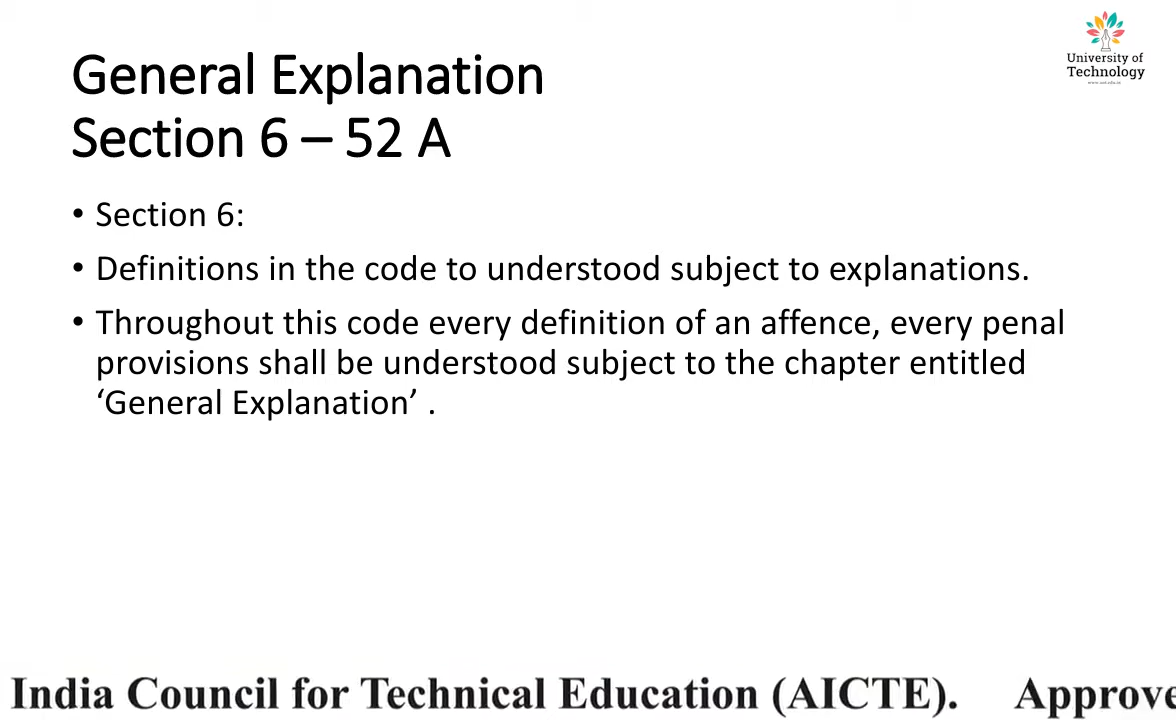 University of
Technology
General Explanation
Section 6 – 52 A
• Section 6:
• Definitions in the code to understood subject to explanations.
• Throughout this code every definition of an affence, every penal
provisions shall be understood subject to the chapter entitled
‘General Explanation’ .
India Council for Technical Education (AICTE). Approve